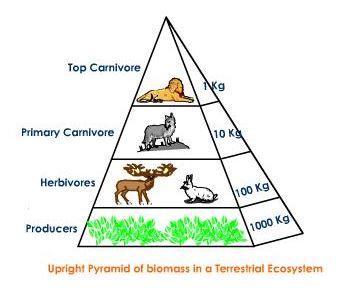 Top Carnivore
1 Kg
Primary Carnivore
10 Kg
Herbivores
100 Kg
Producers
1000 Kg
Upright Pyramid of biomass in a Terrestrial Ecosystem